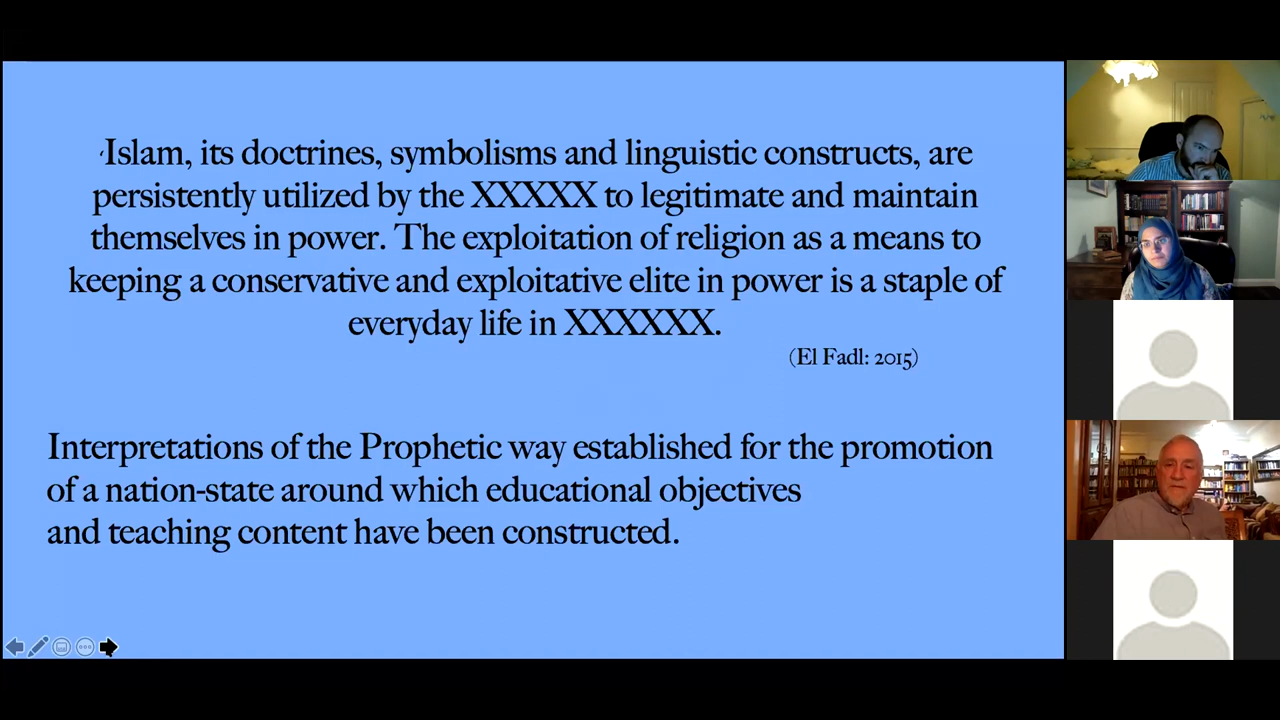 ‘Islam, its doctrines, symbolisms and linguistic constructs, are
persistently utilized by the XXXXX to legitimate and maintain
themselves in power. The exploitation of religion as a means to
keeping a conservative and exploitative elite in power is a staple of
everyday life in XXXXXX.
(El Fadl: 2015)
Interpretations of the Prophetic way established for the promotion
of a nation-state around which educational objectives
and teaching content have been constructed.